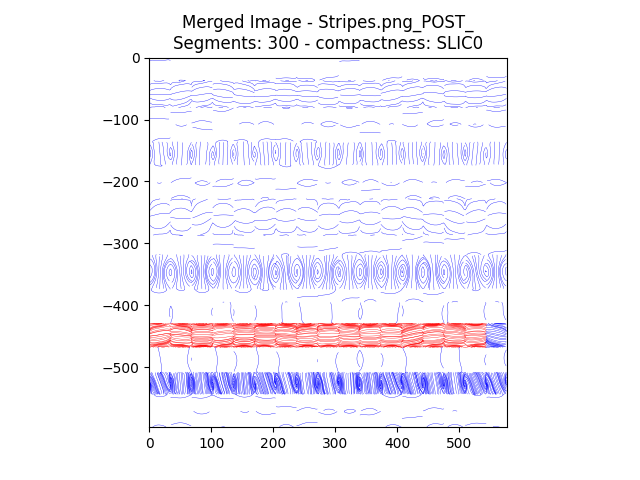 Merged Image - Stripes.png_POST_
Segments: 300 - compactness: SLIC0
0
−100
−200
−300
−400
−500
0 100 200 300 400 500